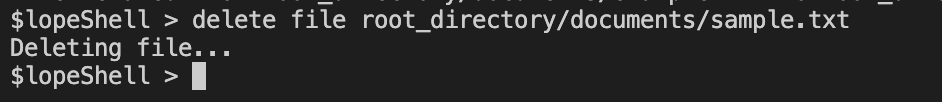 $lopeShell > delete file root_directory/documents/sample.txt
Deleting file...
$lopeShell >